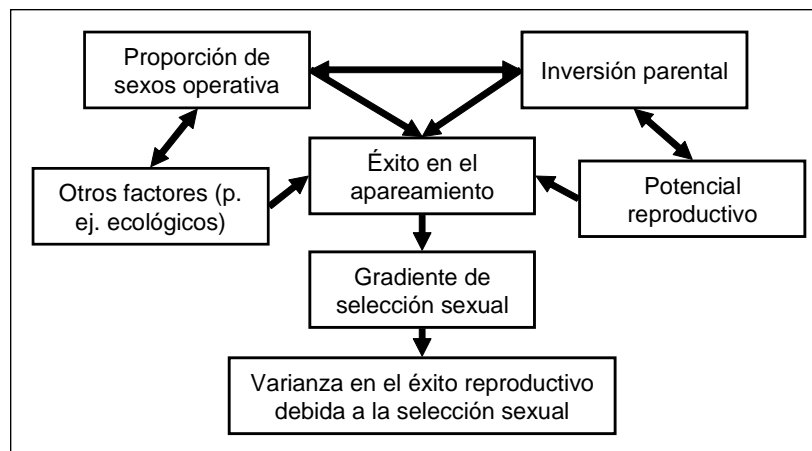 Proporción de
sexos operativa
Inversión parental
Éxito en el
apareamiento
Otros factores (p.
ej. ecológicos)
Potencial
reproductivo
Gradiente de
selección sexual
Varianza en el éxito reproductivo
debida a la selección sexual